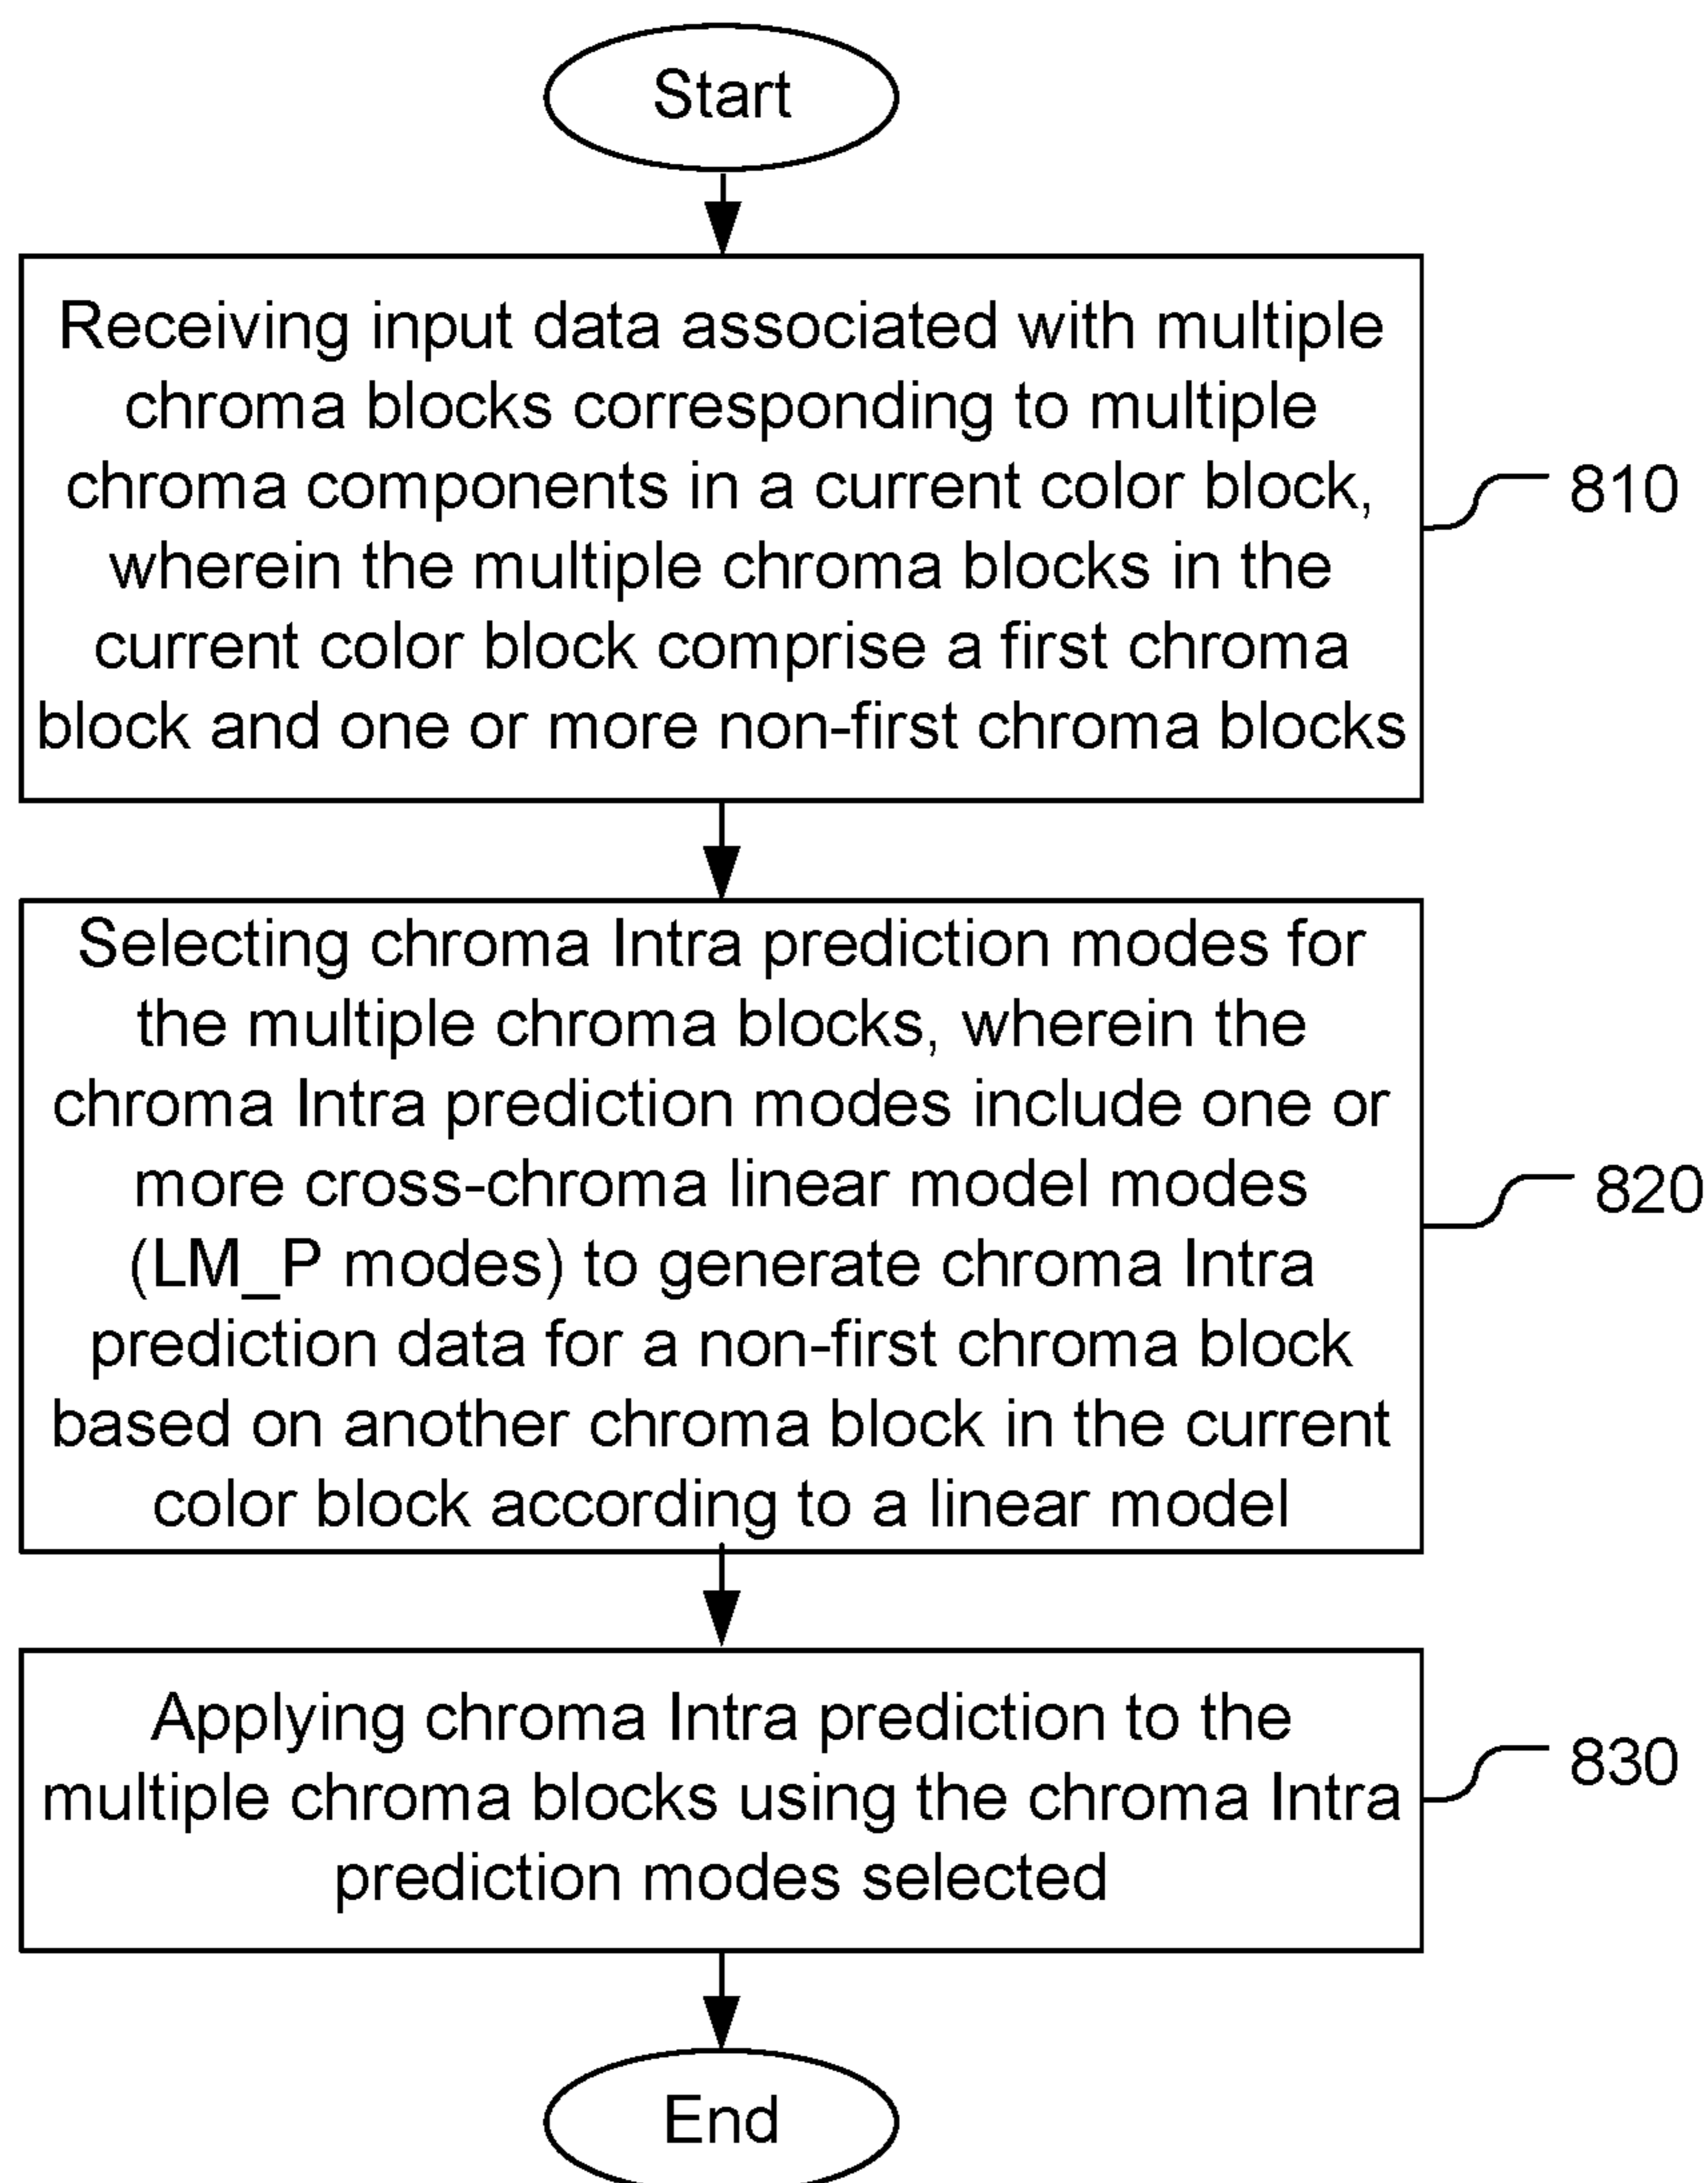 Start
Receiving input data associated with multiple
chroma blocks corresponding to multiple
chroma components in a current color block,
wherein the multiple chroma blocks in the
current color block comprise a first chroma
block and one or more non-first chroma blocks
810
Selecting chroma Intra prediction modes for
the multiple chroma blocks, wherein the
chroma Intra prediction modes include one or
more cross-chroma linear model modes
(LM_P modes) to generate chroma Intra
prediction data for a non-first chroma block
based on another chroma block in the current
color block according to a linear model
820
Applying chroma Intra prediction to the
multiple chroma blocks using the chroma Intra
prediction modes selected
830
End